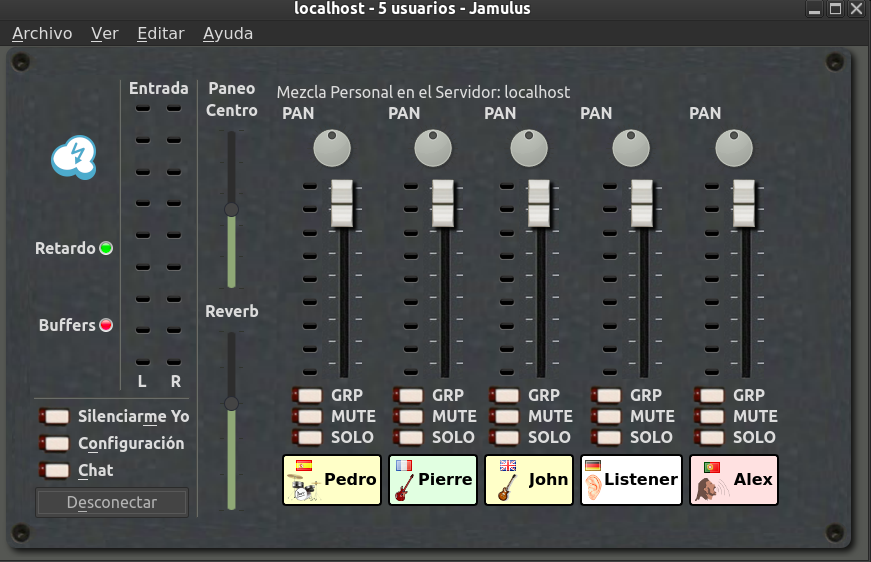 localhost - 5 usuarios - Jamulus
Archivo Ver Editar Ayuda
Entrada
Paneo
Centro
Mezcla Personal en el Servidor: localhost
PAN PAN PAN PAN PAN
Retardo
Buffers
Reverb
L R
Silenciarme Yo
Configuración
Chat
Desconectar
GRP GRP GRP GRP GRP
MUTE MUTE MUTE MUTE MUTE
SOLO SOLO SOLO SOLO SOLO
Pedro Pierre John Listener Alex